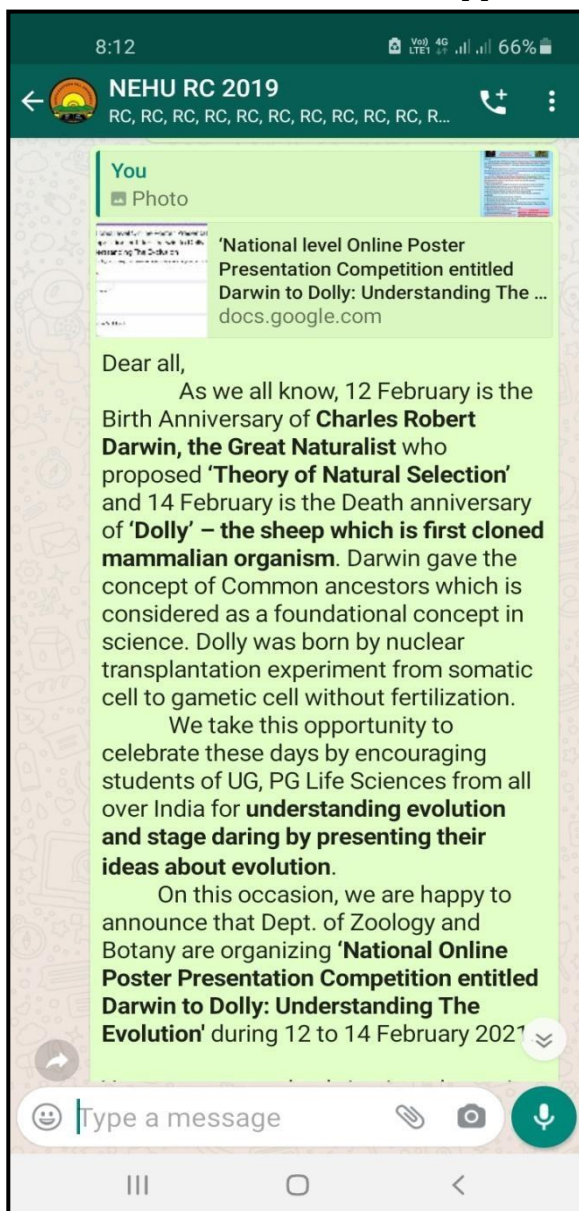 8:12
Vo)) 4G 66%
LTE1
NEHU RC 2019
RC, RC, RC, RC, RC, RC, RC, RC, RC, R...
You
Photo
'National level Online Poster
Presentation Competition entitled
Darwin to Dolly: Understanding The ...
docs.google.com
Dear all,
As we all know, 12 February is the
Birth Anniversary of Charles Robert
Darwin, the Great Naturalist who
proposed 'Theory of Natural Selection'
and 14 February is the Death anniversary
of 'Dolly' – the sheep which is first cloned
mammalian organism. Darwin gave the
concept of Common ancestors which is
considered as a foundational concept in
science. Dolly was born by nuclear
transplantation experiment from somatic
cell to gametic cell without fertilization.
We take this opportunity to
celebrate these days by encouraging
students of UG, PG Life Sciences from all
over India for understanding evolution
and stage daring by presenting their
ideas about evolution.
On this occasion, we are happy to
announce that Dept. of Zoology and
Botany are organizing 'National Online
Poster Presentation Competition entitled
Darwin to Dolly: Understanding The
Evolution' during 12 to 14 February 2021
Type a message